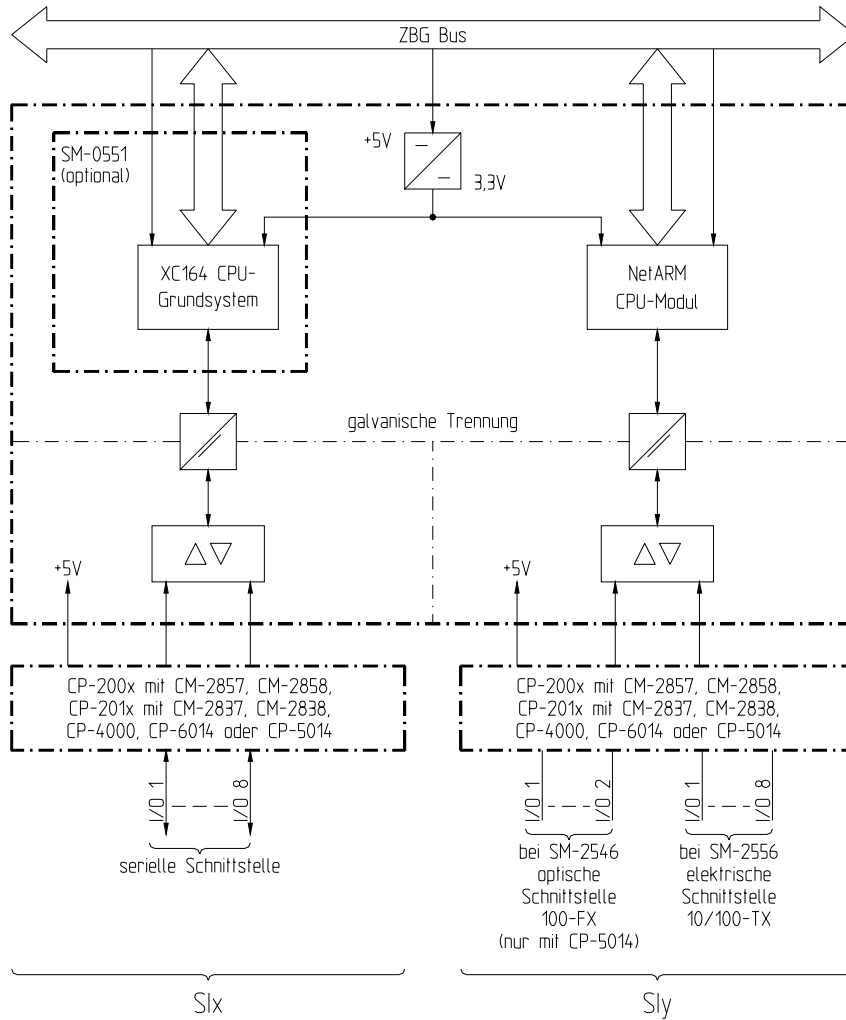 ZBG Bus
+5V
3,3V
SM-0551
(optional)
XC164 CPU-
Grundsystem
NetARM
CPU-Modul
galvanische Trennung
+5V
+5V
CP-200x mit CM-2857, CM-2858,
CP-201x mit CM-2837, CM-2838,
CP-4000, CP-6014 oder CP-5014
CP-200x mit CM-2857, CM-2858,
CP-201x mit CM-2837, CM-2838,
CP-4000, CP-6014 oder CP-5014
I/O 1
I/O 8
I/O 1
I/O 2
I/O 1
I/O 8
serielle Schnittstelle
bei SM-2546
optische
Schnittstelle
100-FX
(nur mit CP-5014)
bei SM-2556
elektrische
Schnittstelle
10/100-TX
SIx
SIy